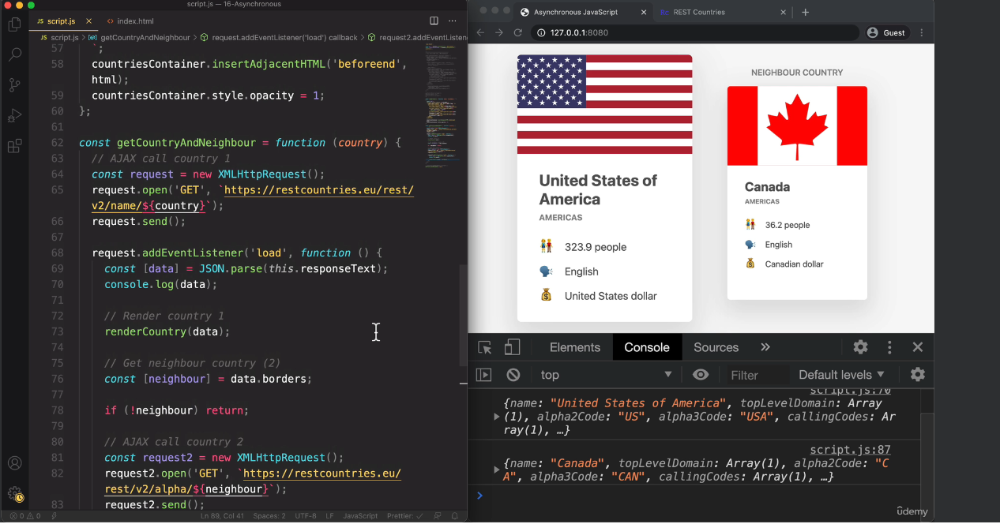 script.js — 16-Asynchronous
JS script.js ×
<> index.html
JS script.js > getCountryAndNeighbour > request.addEventListener('load') callback > request2.addEventListen
57 `;
58 countriesContainer.insertAdjacentHTML('beforeend',
html);
59 countriesContainer.style.opacity = 1;
60 };
61
62 const getCountryAndNeighbour = function (country) {
63 // AJAX call country 1
64 const request = new XMLHttpRequest();
65 request.open('GET', `https://restcountries.eu/rest/
v2/name/${country}`);
66 request.send();
67
68 request.addEventListener('load', function () {
69 const [data] = JSON.parse(this.responseText);
70 console.log(data);
71
72 // Render country 1
73 renderCountry(data);
74
75 // Get neighbour country (2)
76 const [neighbour] = data.borders;
77
78 if (!neighbour) return;
79
80 // AJAX call country 2
81 const request2 = new XMLHttpRequest();
82 request2.open('GET', `https://restcountries.eu/
rest/v2/alpha/${neighbour}`);
83 request2.send();
0 0 Ln 89, Col 41 Spaces: 2 UTF-8 LF JavaScript Prettier: ✓
Asynchronous JavaScript ×
REST Countries × +
127.0.0.1:8080
Guest
United States of
America
AMERICAS
323.9 people
English
United States dollar
NEIGHBOUR COUNTRY
Canada
AMERICAS
36.2 people
English
Canadian dollar
Elements Console Sources »
top Filter Default levels ▼
script.js:70
{name: "United States of America", topLevelDomain: Array
(1), alpha2Code: "US", alpha3Code: "USA", callingCodes: Ar
ray(1), …}
script.js:87
{name: "Canada", topLevelDomain: Array(1), alpha2Code: "C
A", alpha3Code: "CAN", callingCodes: Array(1), …}
>
ûdemy